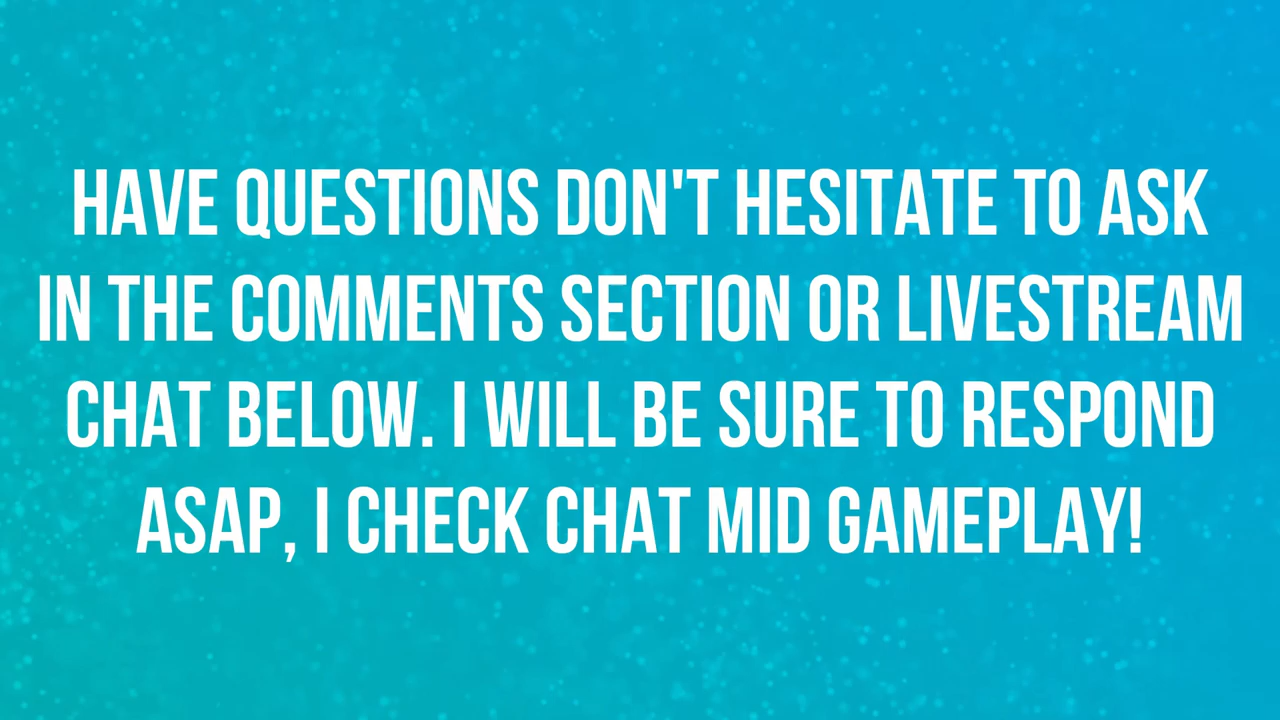 HAVE QUESTIONS DON'T HESITATE TO ASK
IN THE COMMENTS SECTION OR LIVESTREAM
CHAT BELOW. I WILL BE SURE TO RESPOND
ASAP, I CHECK CHAT MID GAMEPLAY!